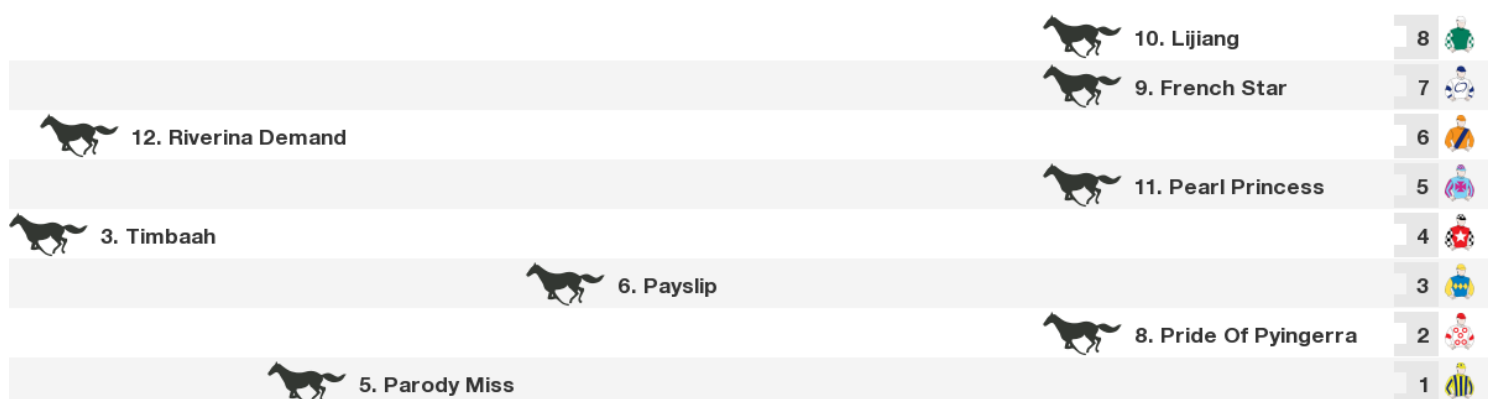 10. Lijiang 8
9. French Star 7
12. Riverina Demand 6
11. Pearl Princess 5
3. Timbaah 4
6. Payslip 3
8. Pride Of Pyingerra 2
5. Parody Miss 1